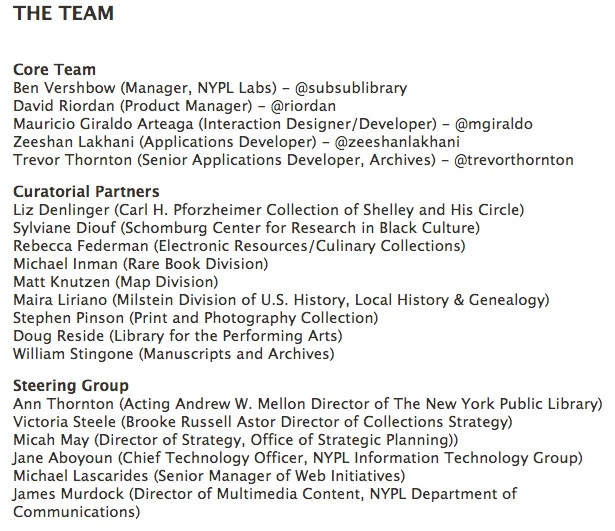 THE TEAM
Core Team
Ben Vershbow (Manager, NYPL Labs) – @subsublibrary
David Riordan (Product Manager) – @riordan
Mauricio Giraldo Arteaga (Interaction Designer/Developer) – @mgiraldo
Zeeshan Lakhani (Applications Developer) – @zeeshanlakhani
Trevor Thornton (Senior Applications Developer, Archives) – @trevorthornton
Curatorial Partners
Liz Denlinger (Carl H. Pforzheimer Collection of Shelley and His Circle)
Sylviane Diouf (Schomburg Center for Research in Black Culture)
Rebecca Federman (Electronic Resources/Culinary Collections)
Michael Inman (Rare Book Division)
Matt Knutzen (Map Division)
Maira Liriano (Milstein Division of U.S. History, Local History & Genealogy)
Stephen Pinson (Print and Photography Collection)
Doug Reside (Library for the Performing Arts)
William Stingone (Manuscripts and Archives)
Steering Group
Ann Thornton (Acting Andrew W. Mellon Director of The New York Public Library)
Victoria Steele (Brooke Russell Astor Director of Collections Strategy)
Micah May (Director of Strategy, Office of Strategic Planning))
Jane Aboyoun (Chief Technology Officer, NYPL Information Technology Group)
Michael Lascarides (Senior Manager of Web Initiatives)
James Murdock (Director of Multimedia Content, NYPL Department of
Communications)